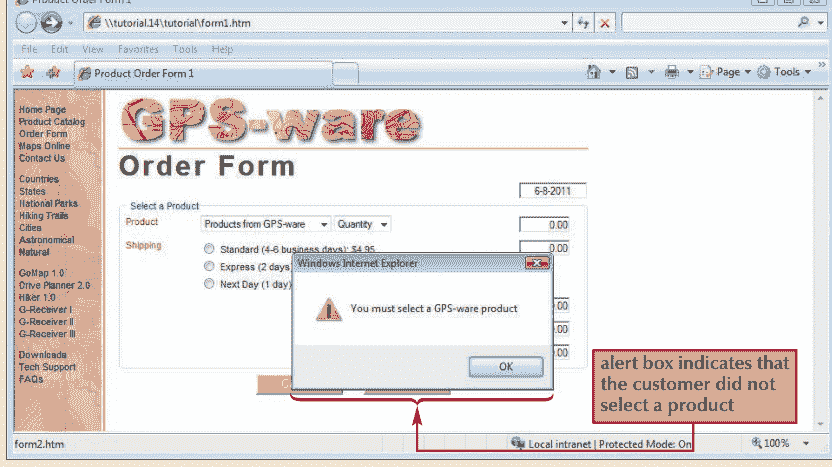 Product Order Form 1
\\tutorial.14\tutorial\form1.htm
File Edit View Favorites Tools Help
Product Order Form 1
Page
Tools
Home Page
Product Catalog
Order Form
Maps Online
Contact Us
Countries
States
National Parks
Hiking Trails
Cities
Astronomical
Natural
GoMap 1.0
Drive Planner 2.0
Hiker 1.0
G-Receiver I
G-Receiver II
G-Receiver III
Downloads
Tech Support
FAQs
GPS-ware
Order Form
6-8-2011
Select a Product
Product Products from GPS-ware Quantity 0.00
Shipping Standard (4-6 business days): $4.95 0.00
Express (2 days)
Next Day (1 day)
.00
.00
.00
Windows Internet Explorer
You must select a GPS-ware product
OK
alert box indicates that
the customer did not
select a product
form2.htm Local intranet | Protected Mode: On 100%